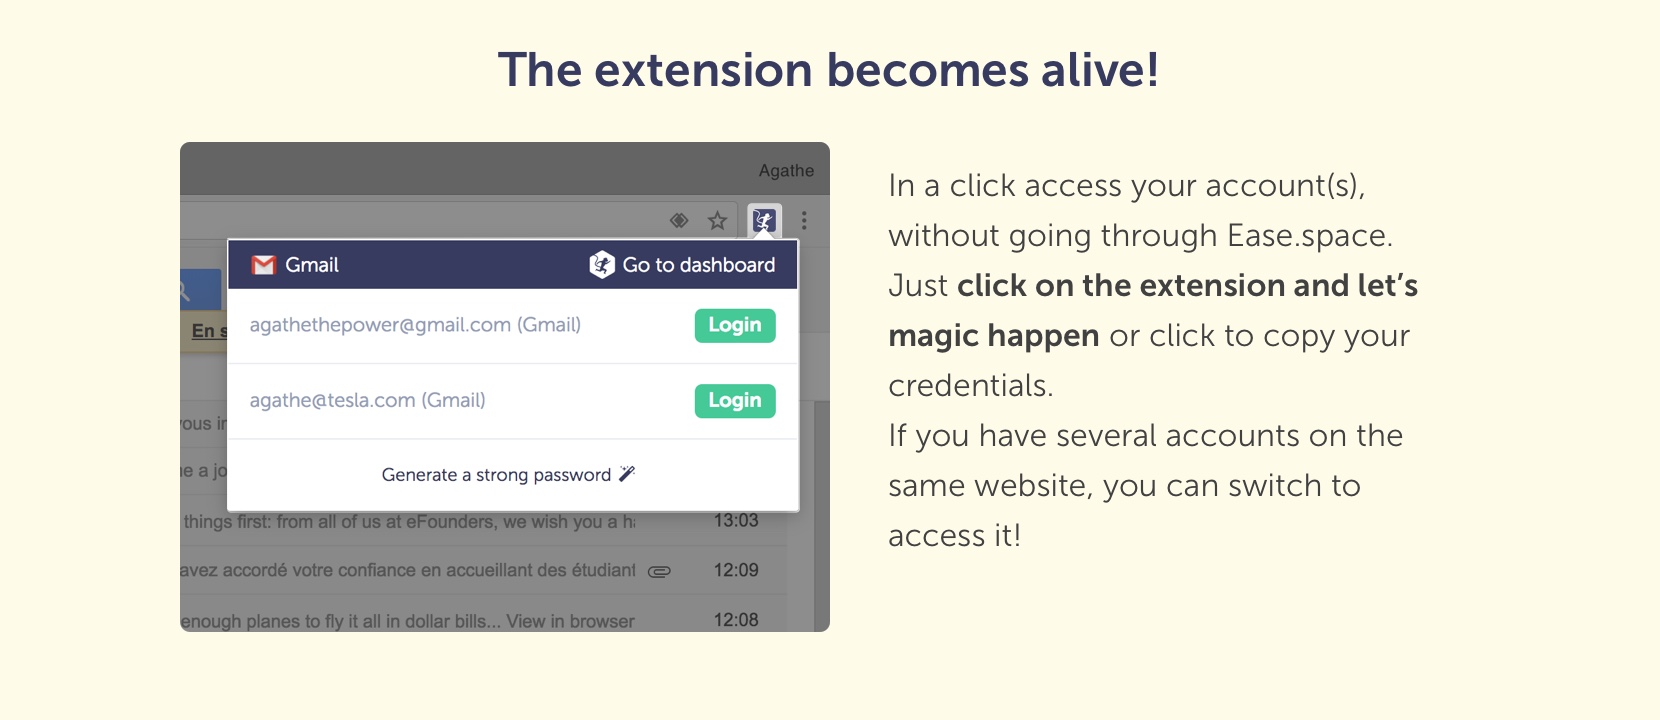 The extension becomes alive!
Agathe
Gmail
Go to dashboard
En s
agathethepower@gmail.com (Gmail)
Login
agathe@tesla.com (Gmail)
Login
Generate a strong password
vous in
ne a jo
things first: from all of us at eFounders, we wish you a ha
13:03
avez accordé votre confiance en accueillant des étudiant
12:09
enough planes to fly it all in dollar bills... View in browser
12:08
In a click access your account(s),
without going through Ease.space.
Just click on the extension and let’s
magic happen or click to copy your
credentials.
If you have several accounts on the
same website, you can switch to
access it!